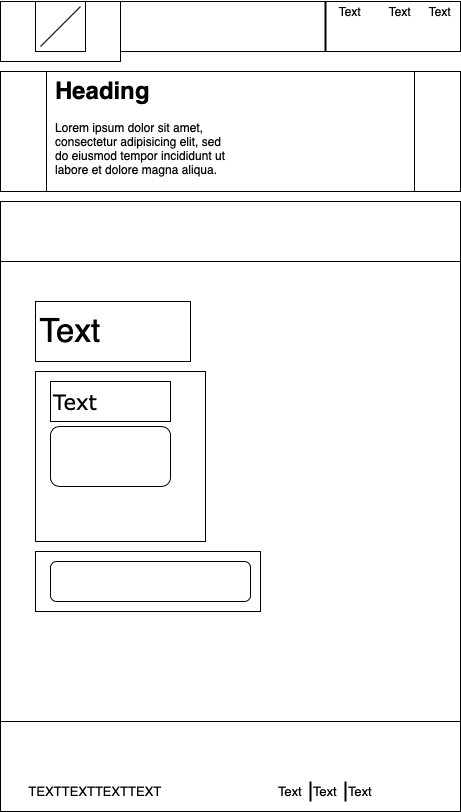 Text Text Text
Heading
Lorem ipsum dolor sit amet,
consectetur adipisicing elit, sed
do eiusmod tempor incididunt ut
labore et dolore magna aliqua.
Text
Text
TEXTTEXTTEXTTEXT Text Text Text